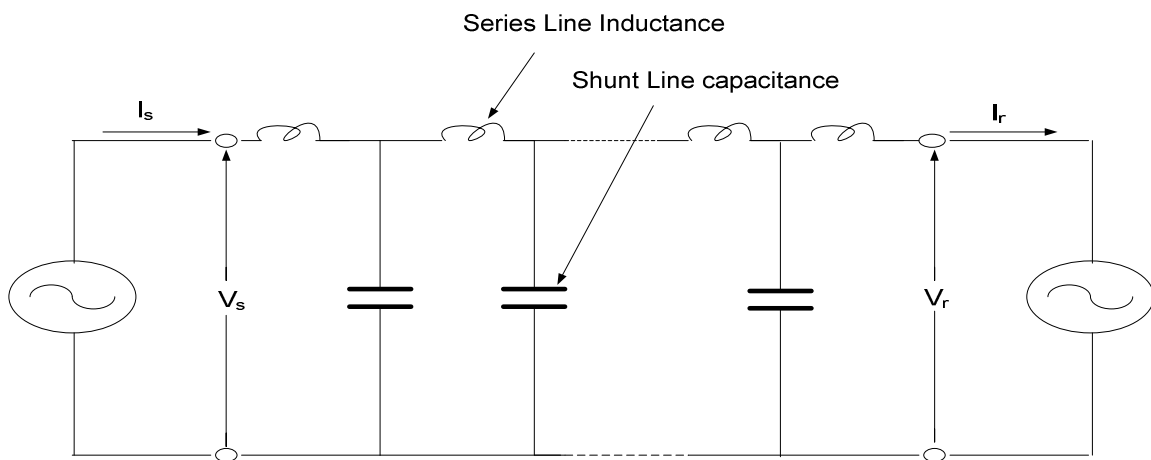 Series Line Inductance
Shunt Line capacitance
Is
Ir
Vs
Vr